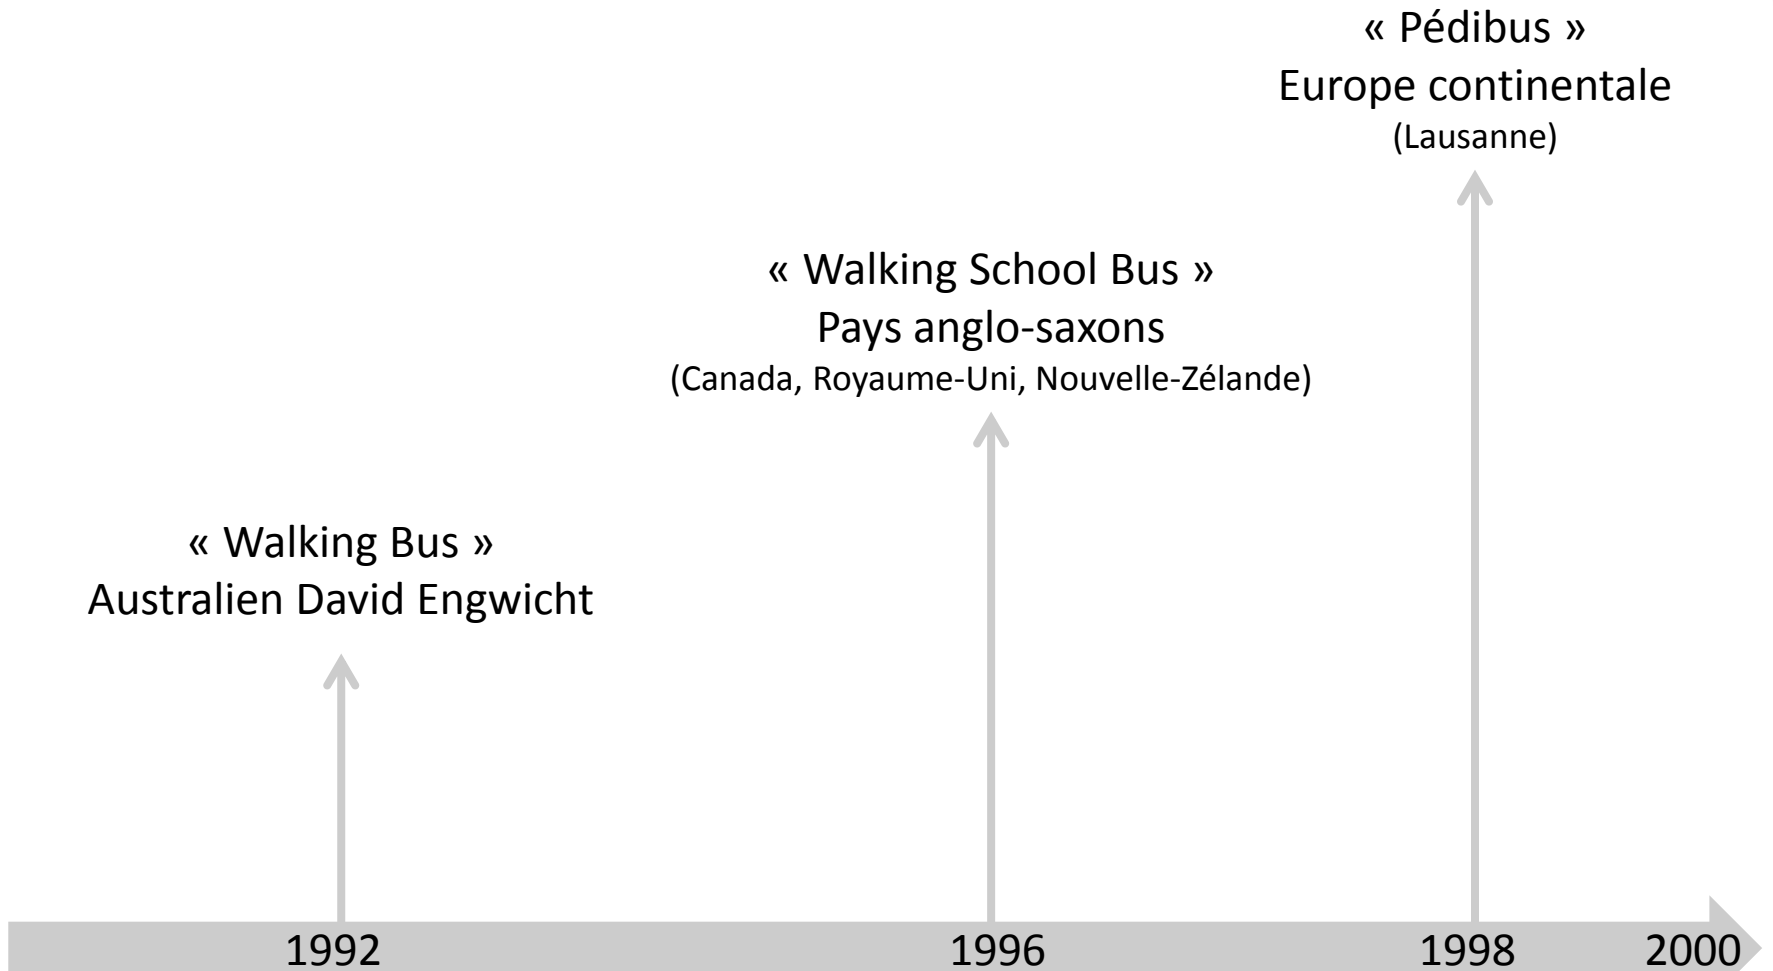 « Pédibus »
Europe continentale
(Lausanne)
« Walking School Bus »
Pays anglo-saxons
(Canada, Royaume-Uni, Nouvelle-Zélande)
« Walking Bus »
Australien David Engwicht
1992
1996
1998
2000